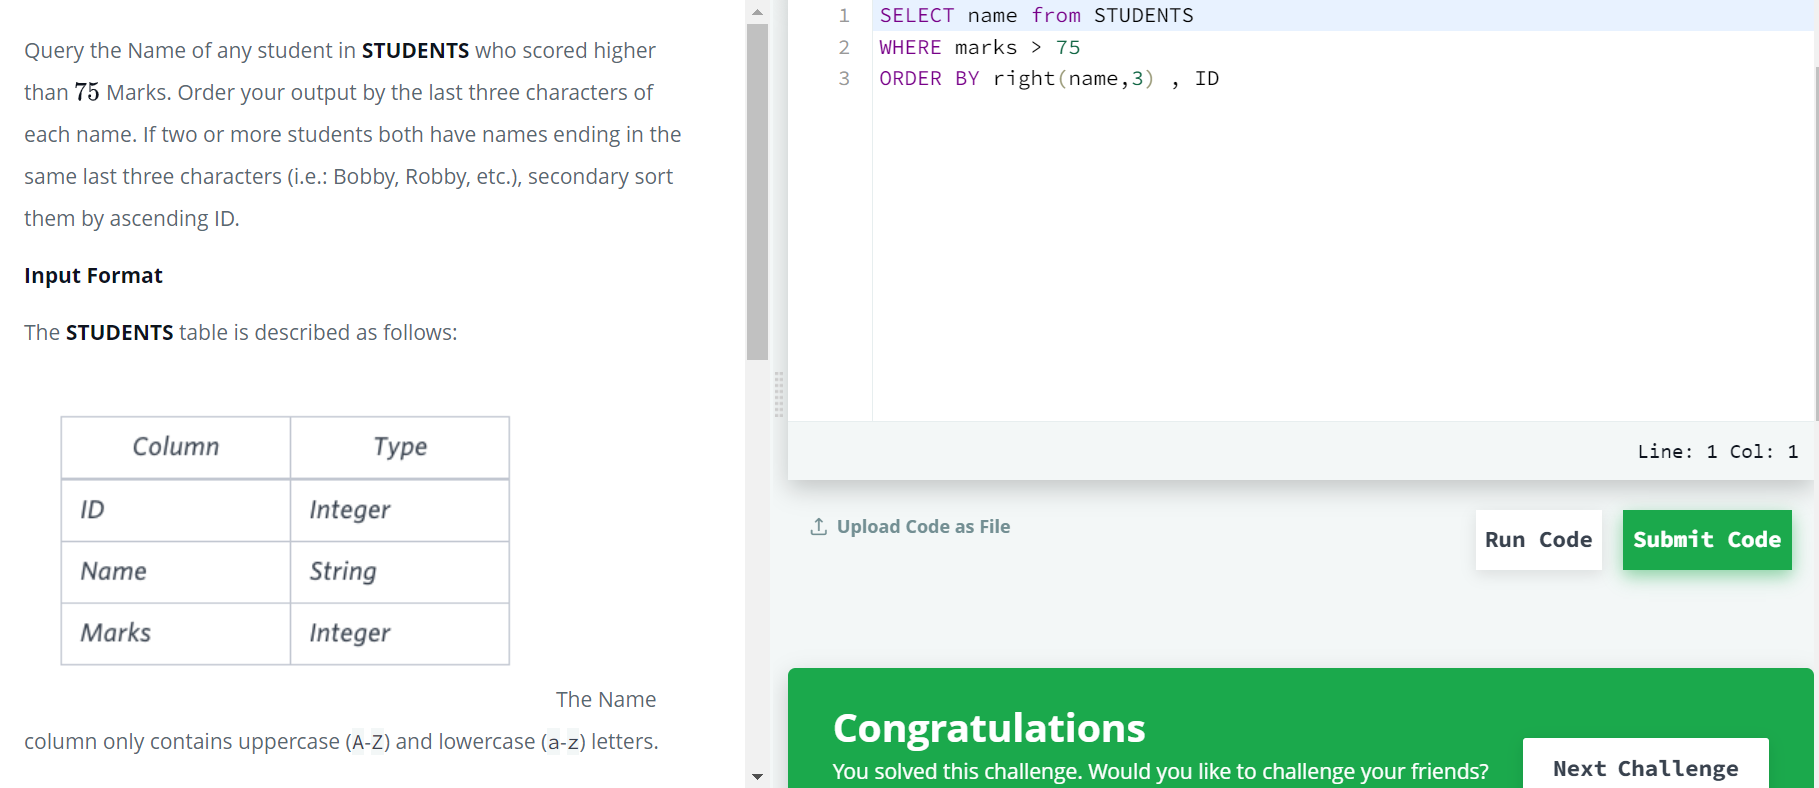 Query the Name of any student in STUDENTS who scored higher
than 75 Marks. Order your output by the last three characters of
each name. If two or more students both have names ending in the
same last three characters (i.e.: Bobby, Robby, etc.), secondary sort
them by ascending ID.
Input Format
The STUDENTS table is described as follows:
Column Type
ID Integer
Name String
Marks Integer
The Name
column only contains uppercase (A-Z) and lowercase (a-z) letters.
1 SELECT name from STUDENTS
2 WHERE marks > 75
3 ORDER BY right(name,3) , ID
Line: 1 Col: 1
Upload Code as File
Run Code
Submit Code
Congratulations
You solved this challenge. Would you like to challenge your friends?
Next Challenge